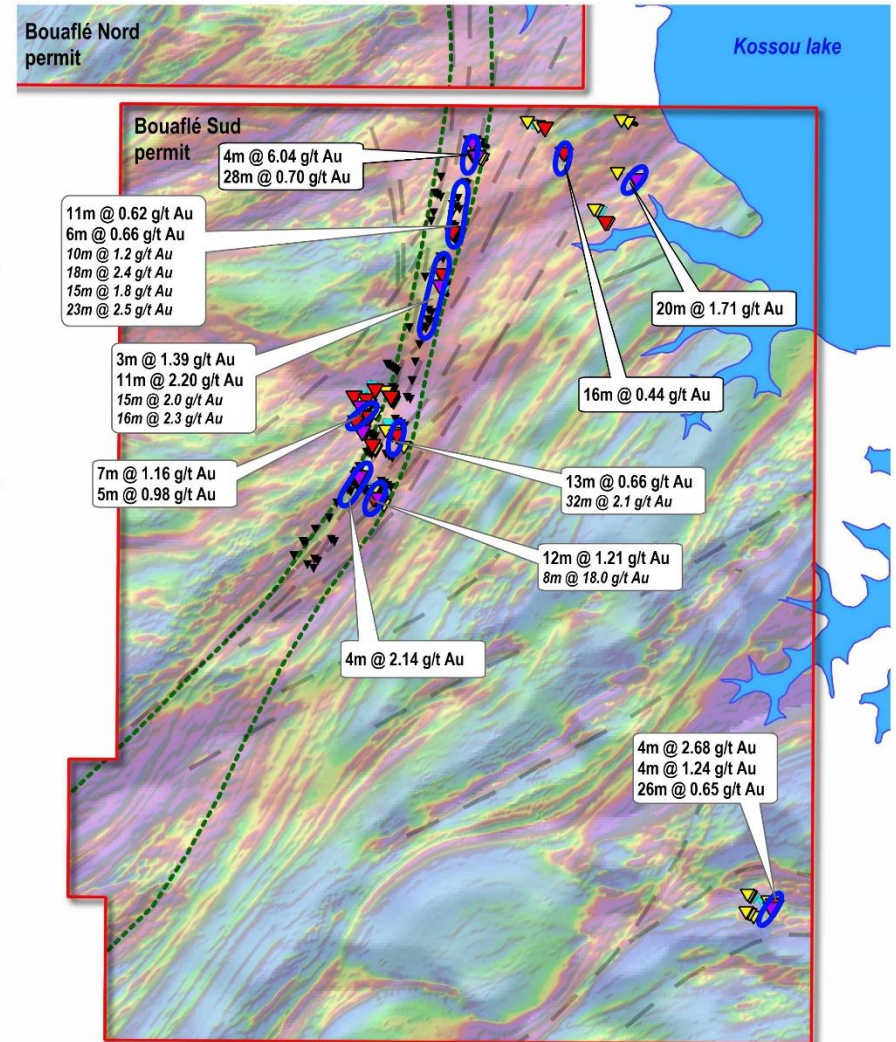 Bouaflé Nord
permit
Kossou lake
Bouaflé Sud
permit
4m @ 6.04 g/t Au
28m @ 0.70 g/t Au
11m @ 0.62 g/t Au
6m @ 0.66 g/t Au
10m @ 1.2 g/t Au
18m @ 2.4 g/t Au
15m @ 1.8 g/t Au
23m @ 2.5 g/t Au
20m @ 1.71 g/t Au
3m @ 1.39 g/t Au
11m @ 2.20 g/t Au
15m @ 2.0 g/t Au
16m @ 2.3 g/t Au
16m @ 0.44 g/t Au
7m @ 1.16 g/t Au
5m @ 0.98 g/t Au
13m @ 0.66 g/t Au
32m @ 2.1 g/t Au
12m @ 1.21 g/t Au
8m @ 18.0 g/t Au
4m @ 2.14 g/t Au
4m @ 2.68 g/t Au
4m @ 1.24 g/t Au
26m @ 0.65 g/t Au